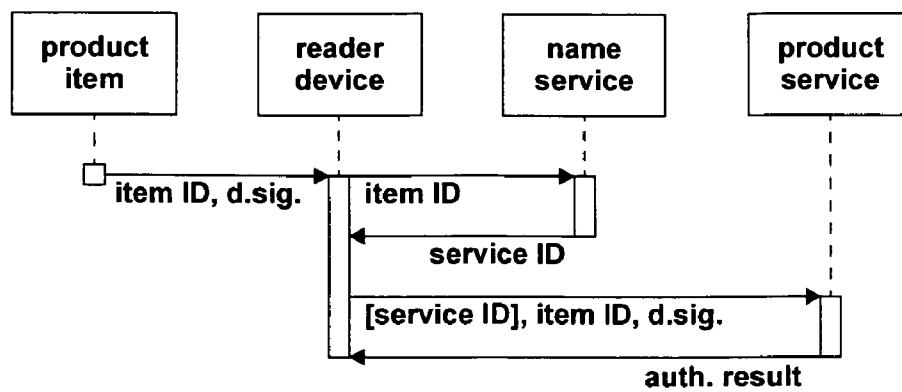 product
item
reader
device
name
service
product
service
item ID, d.sig.
item ID
service ID
[service ID], item ID, d.sig.
auth. result